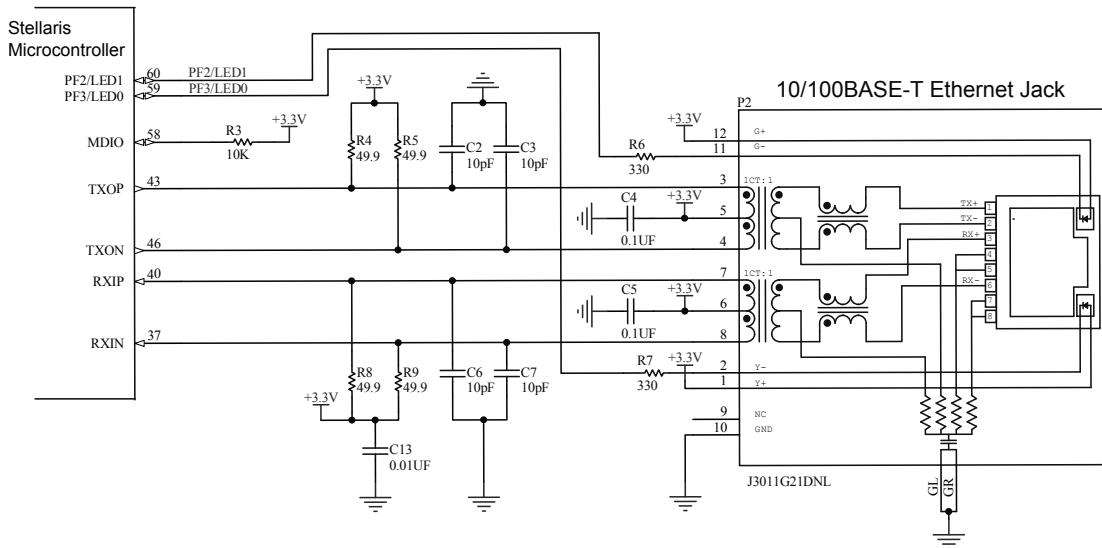 Stellaris
Microcontroller
PF2/LED1
60
PF2/LED1
PF3/LED0
59
PF3/LED0
MDIO
58
R3
10K
+3.3V
TXOP
43
TXON
46
RXIP
40
RXIN
37
+3.3V
R4
49.9
R5
49.9
C2
10pF
C3
10pF
10/100BASE-T Ethernet Jack
P2
+3.3V
12
G+
11
G-
R6
330
3
1CT:1
C4
+3.3V
5
0.1UF
4
TX+
1
TX-
2
RX+
3
4
5
RX-
6
7
8
7
1CT:1
C5
+3.3V
6
0.1UF
8
R8
49.9
R9
49.9
C6
10pF
C7
10pF
+3.3V
C13
0.01UF
R7
330
+3.3V
2
Y-
1
Y+
9
NC
10
GND
J3011G21DNL
GL
GR